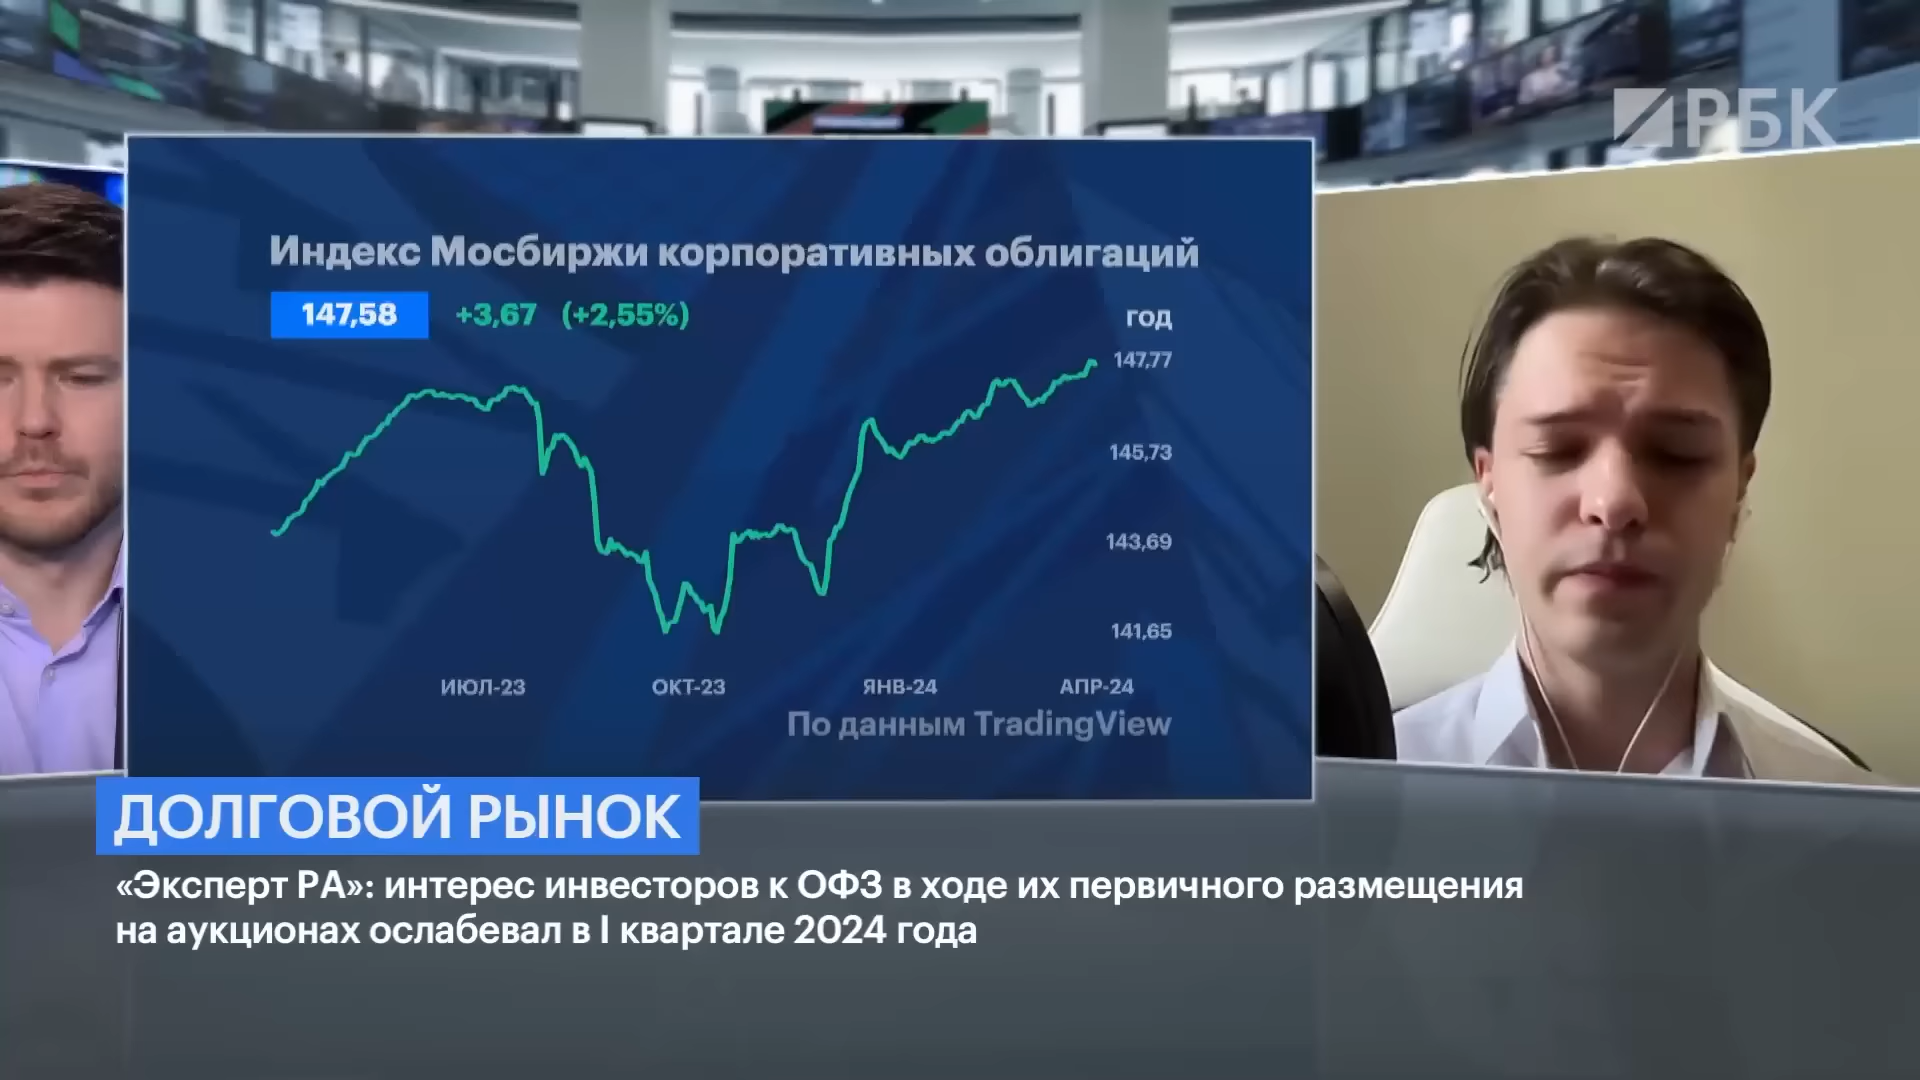 РБК
Индекс Мосбиржи корпоративных облигаций
147,58 +3,67 (+2,55%)
год
147,77
145,73
143,69
141,65
ИЮЛ-23 ОКТ-23 ЯНВ-24 АПР-24
По данным TradingView
ДОЛГОВОЙ РЫНОК
«Эксперт РА»: интерес инвесторов к ОФЗ в ходе их первичного размещения
на аукционах ослабевал в I квартале 2024 года